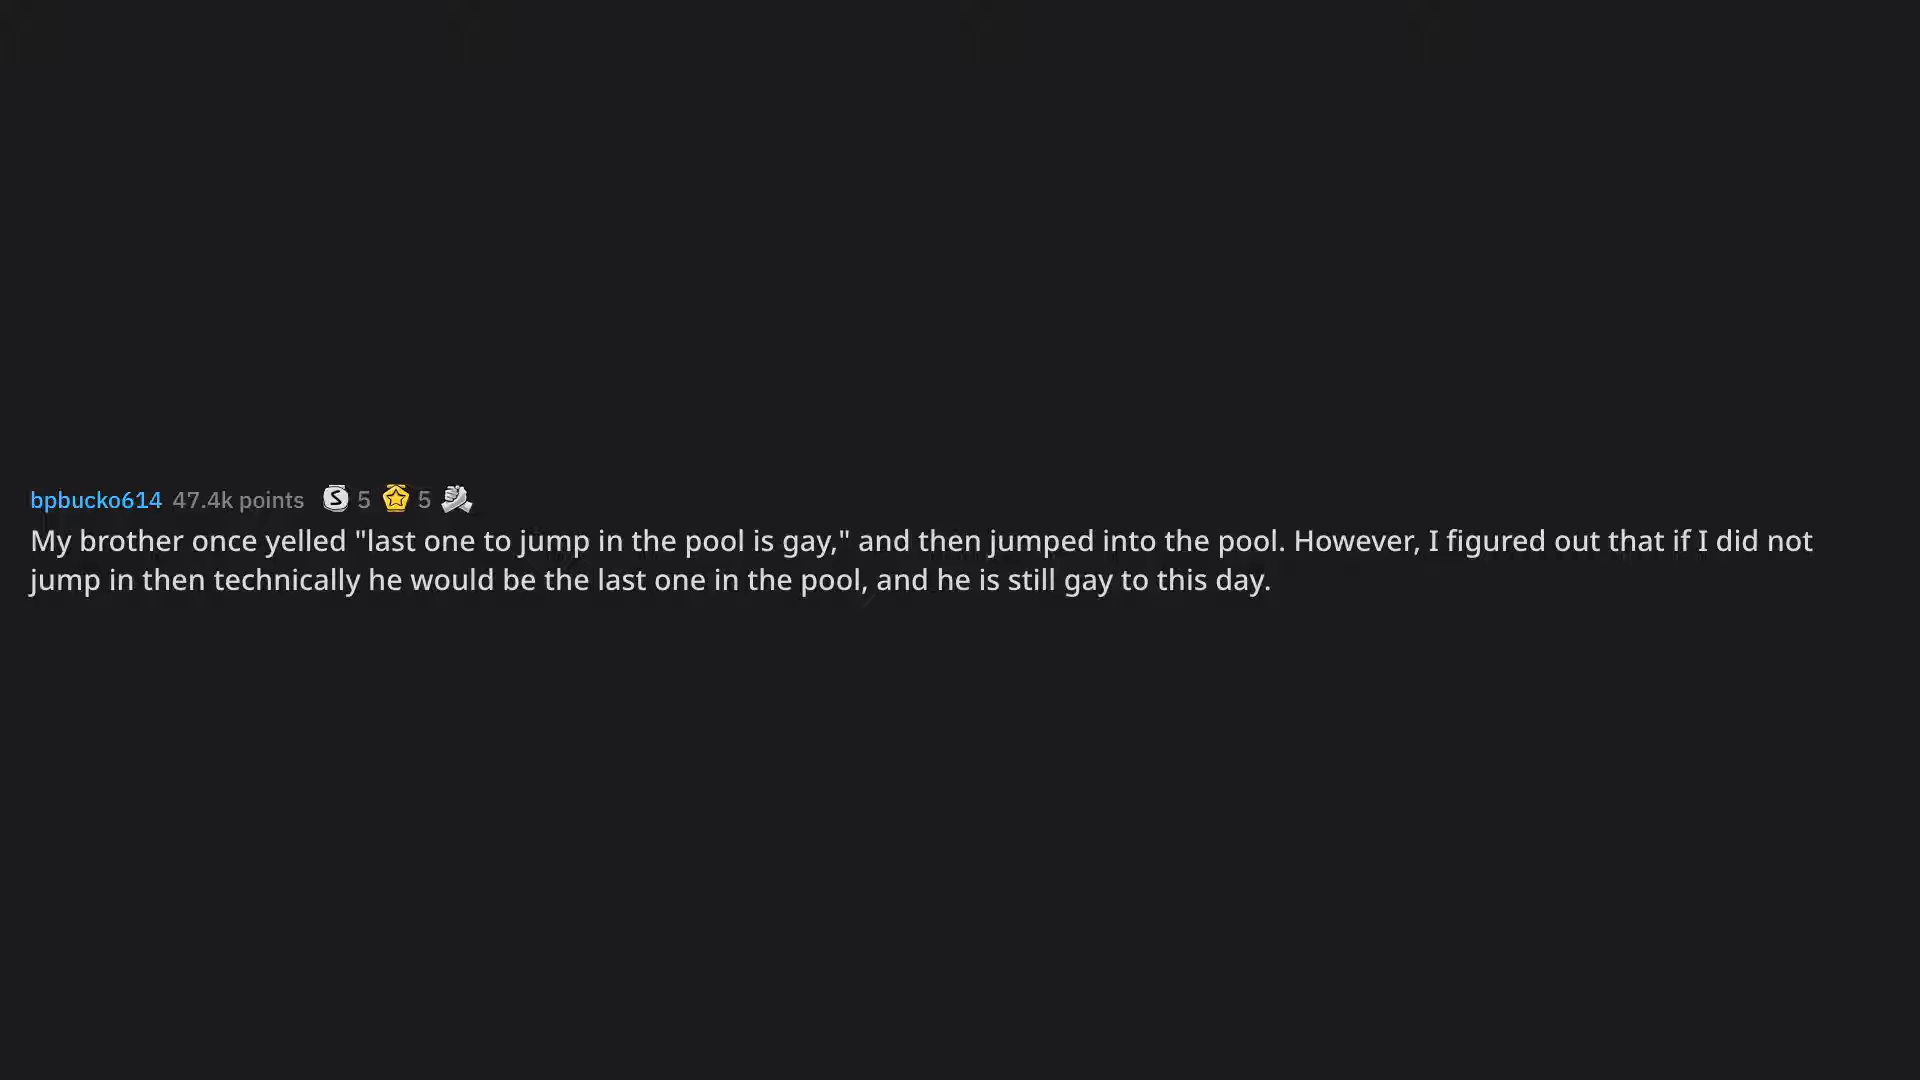 bpbucko614 47.4k points 5 5
My brother once yelled "last one to jump in the pool is gay," and then jumped into the pool. However, I figured out that if I did not
jump in then technically he would be the last one in the pool, and he is still gay to this day.